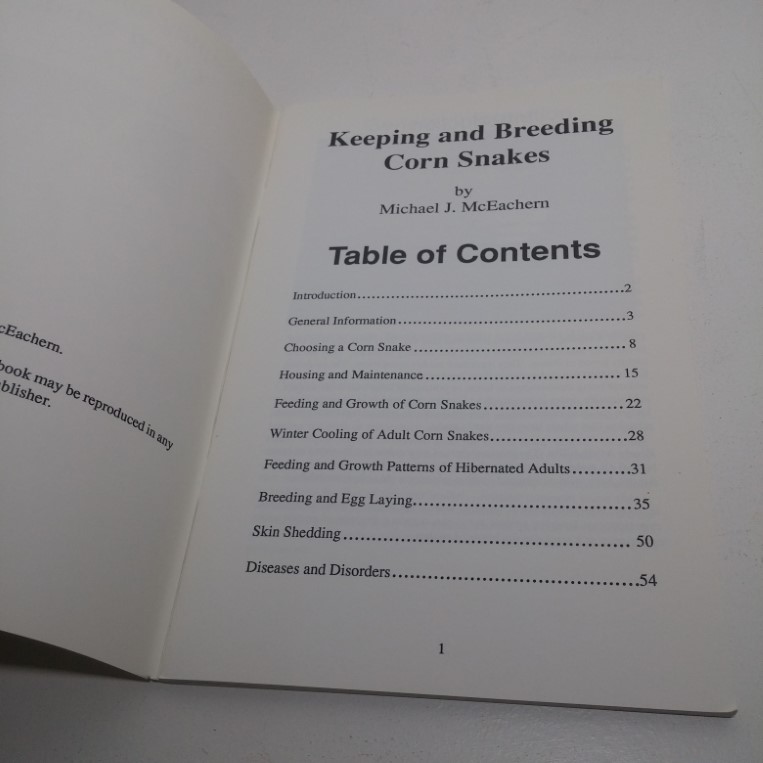 cEachern.
book may be reproduced in any
blisher.
Keeping and Breeding
Corn Snakes
by
Michael J. McEachern
Table of Contents
Introduction..................................................2
General Information..........................................3
Choosing a Corn Snake ...................................... 8
Housing and Maintenance................................... 15
Feeding and Growth of Corn Snakes.........................22
Winter Cooling of Adult Corn Snakes........................28
Feeding and Growth Patterns of Hibernated Adults..........31
Breeding and Egg Laying.....................................35
Skin Shedding................................................ 50
Diseases and Disorders.......................................54
1